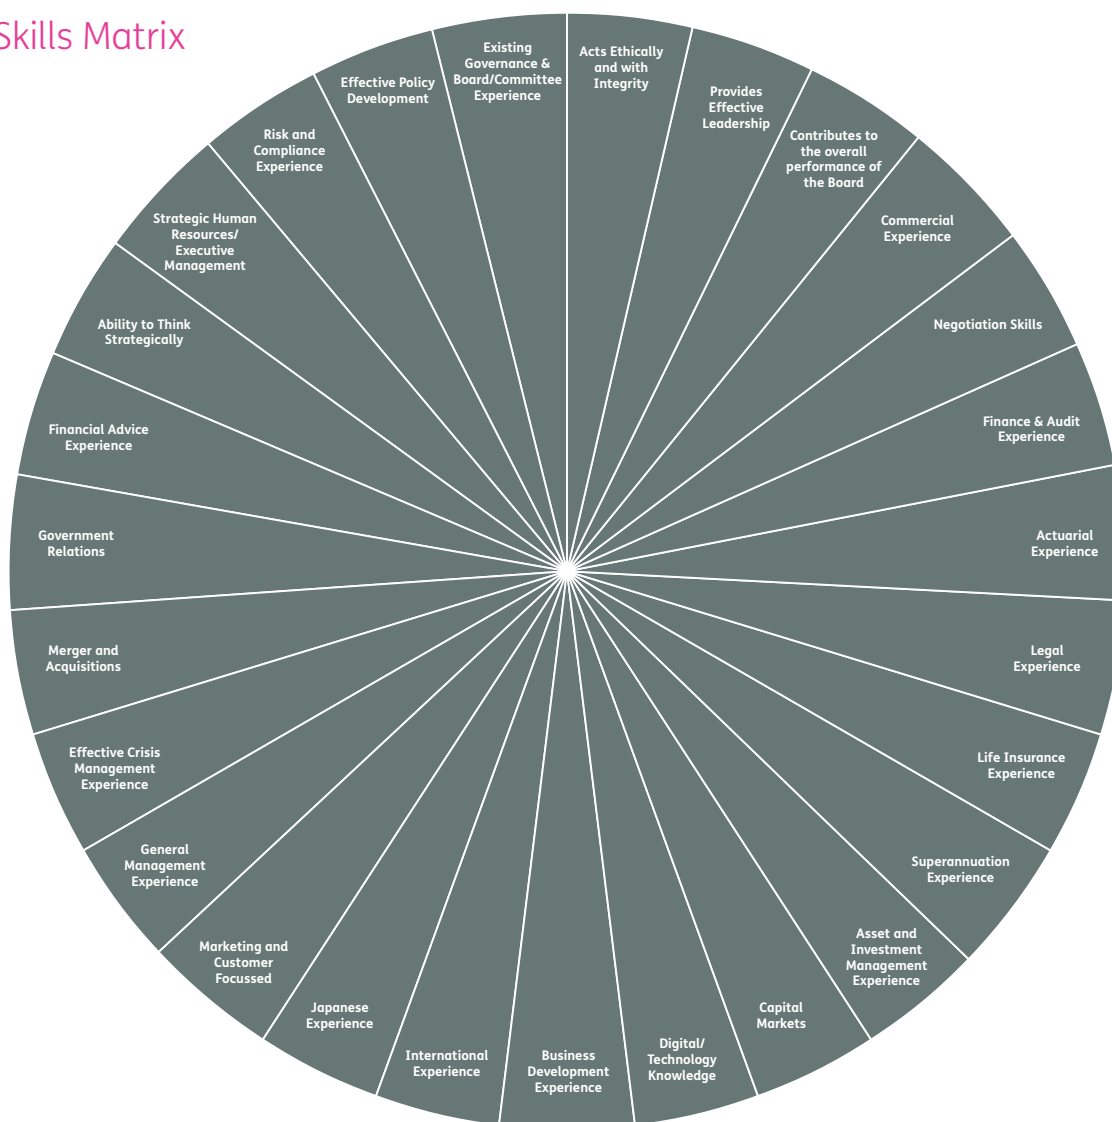 Skills Matrix
Existing
Governance &
Board/Committee
Experience
Acts Ethically
and with
Integrity
Provides
Effective
Leadership
Contributes to
the overall
performance of
the Board
Commercial
Experience
Negotiation Skills
Finance & Audit
Experience
Actuarial
Experience
Legal
Experience
Life Insurance
Experience
Superannuation
Experience
Asset and
Investment
Management
Experience
Capital
Markets
Digital/
Technology
Knowledge
Business
Development
Experience
International
Experience
Japanese
Experience
Marketing and
Customer
Focussed
General
Management
Experience
Effective Crisis
Management
Experience
Merger and
Acquisitions
Government
Relations
Financial Advice
Experience
Ability to Think
Strategically
Strategic Human
Resources/
Executive
Management
Risk and
Compliance
Experience
Effective Policy
Development